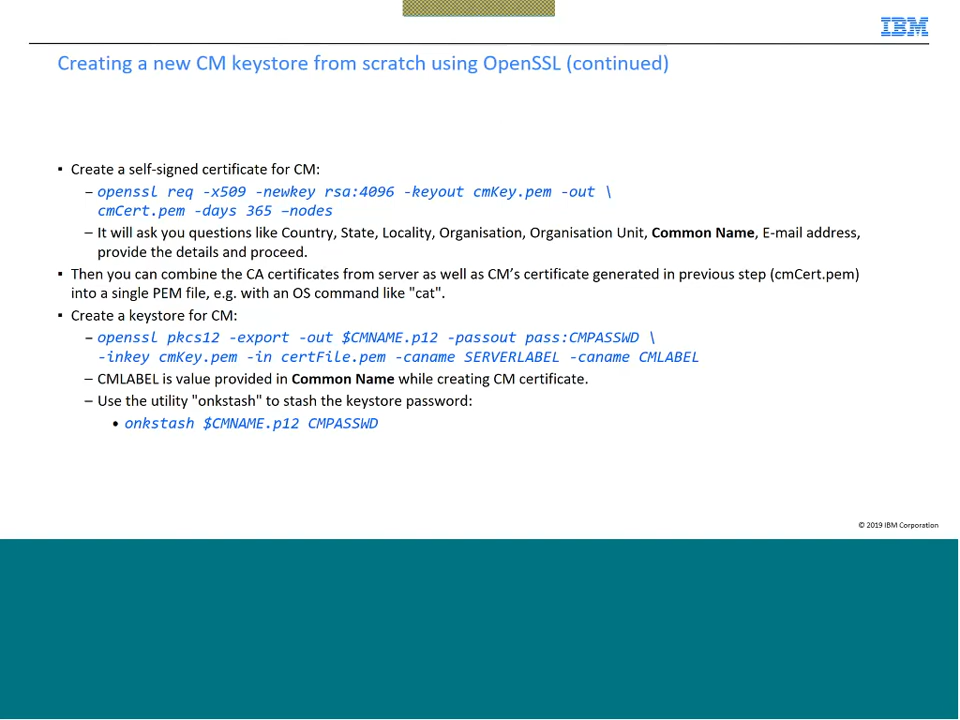 IBM
Creating a new CM keystore from scratch using OpenSSL (continued)
▪ Create a self-signed certificate for CM:
– openssl req -x509 -newkey rsa:4096 -keyout cmKey.pem -out \
cmCert.pem -days 365 –nodes
– It will ask you questions like Country, State, Locality, Organisation, Organisation Unit, Common Name, E-mail address,
provide the details and proceed.
▪ Then you can combine the CA certificates from server as well as CM's certificate generated in previous step (cmCert.pem)
into a single PEM file, e.g. with an OS command like "cat".
▪ Create a keystore for CM:
– openssl pkcs12 -export -out $CMNAME.p12 -passout pass:CMPASSWD \
-inkey cmKey.pem -in certFile.pem -caname SERVERLABEL -caname CMLABEL
– CMLABEL is value provided in Common Name while creating CM certificate.
– Use the utility "onkstash" to stash the keystore password:
• onkstash $CMNAME.p12 CMPASSWD
© 2019 IBM Corporation